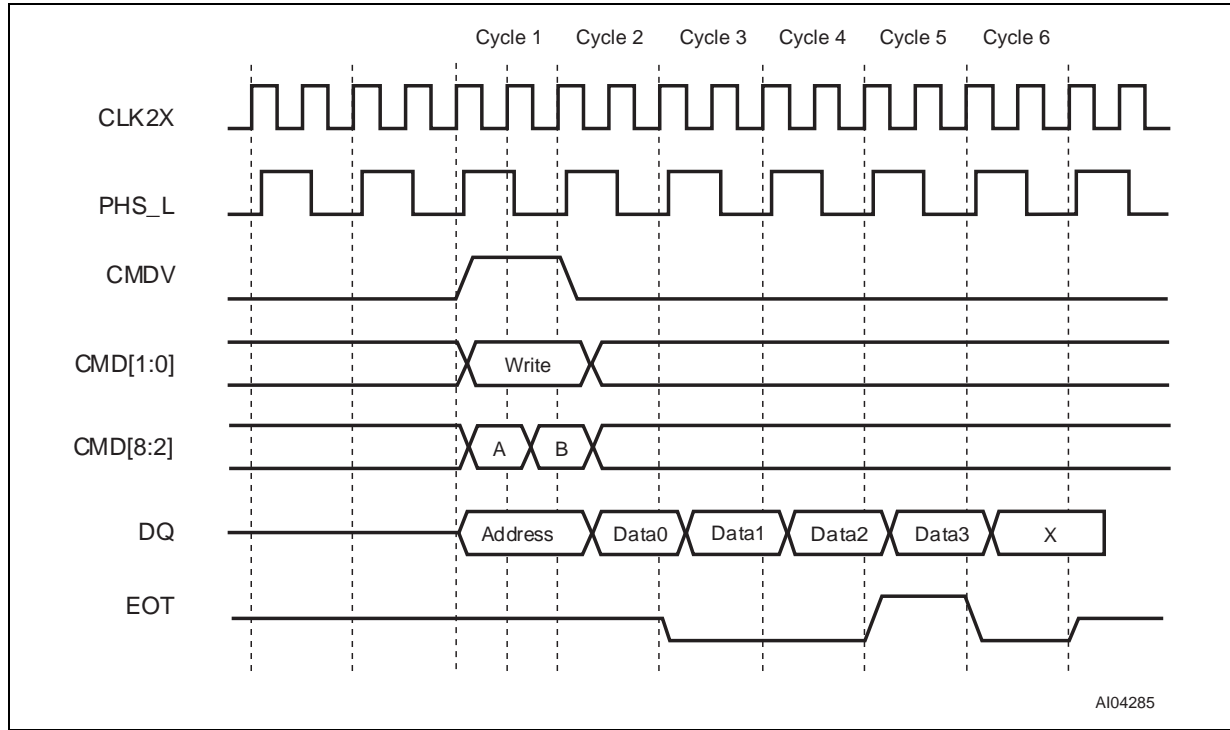 Cycle 1 Cycle 2 Cycle 3 Cycle 4 Cycle 5 Cycle 6
CLK2X
PHS_L
CMDV
CMD[1:0] Write
CMD[8:2] A B
DQ Address Data0 Data1 Data2 Data3 X
EOT
AI04285